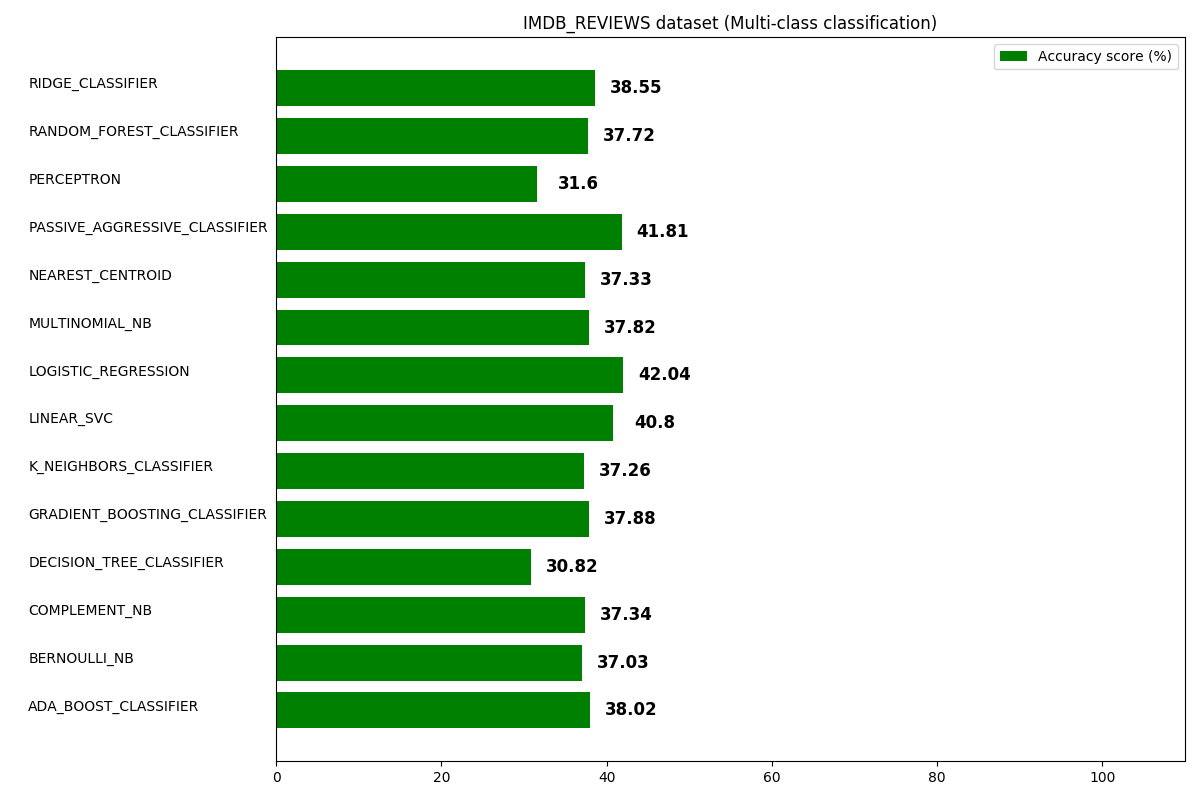 IMDB_REVIEWS dataset (Multi-class classification)
Accuracy score (%)
RIDGE_CLASSIFIER 38.55
RANDOM_FOREST_CLASSIFIER 37.72
PERCEPTRON 31.6
PASSIVE_AGGRESSIVE_CLASSIFIER 41.81
NEAREST_CENTROID 37.33
MULTINOMIAL_NB 37.82
LOGISTIC_REGRESSION 42.04
LINEAR_SVC 40.8
K_NEIGHBORS_CLASSIFIER 37.26
GRADIENT_BOOSTING_CLASSIFIER 37.88
DECISION_TREE_CLASSIFIER 30.82
COMPLEMENT_NB 37.34
BERNOULLI_NB 37.03
ADA_BOOST_CLASSIFIER 38.02
0 20 40 60 80 100